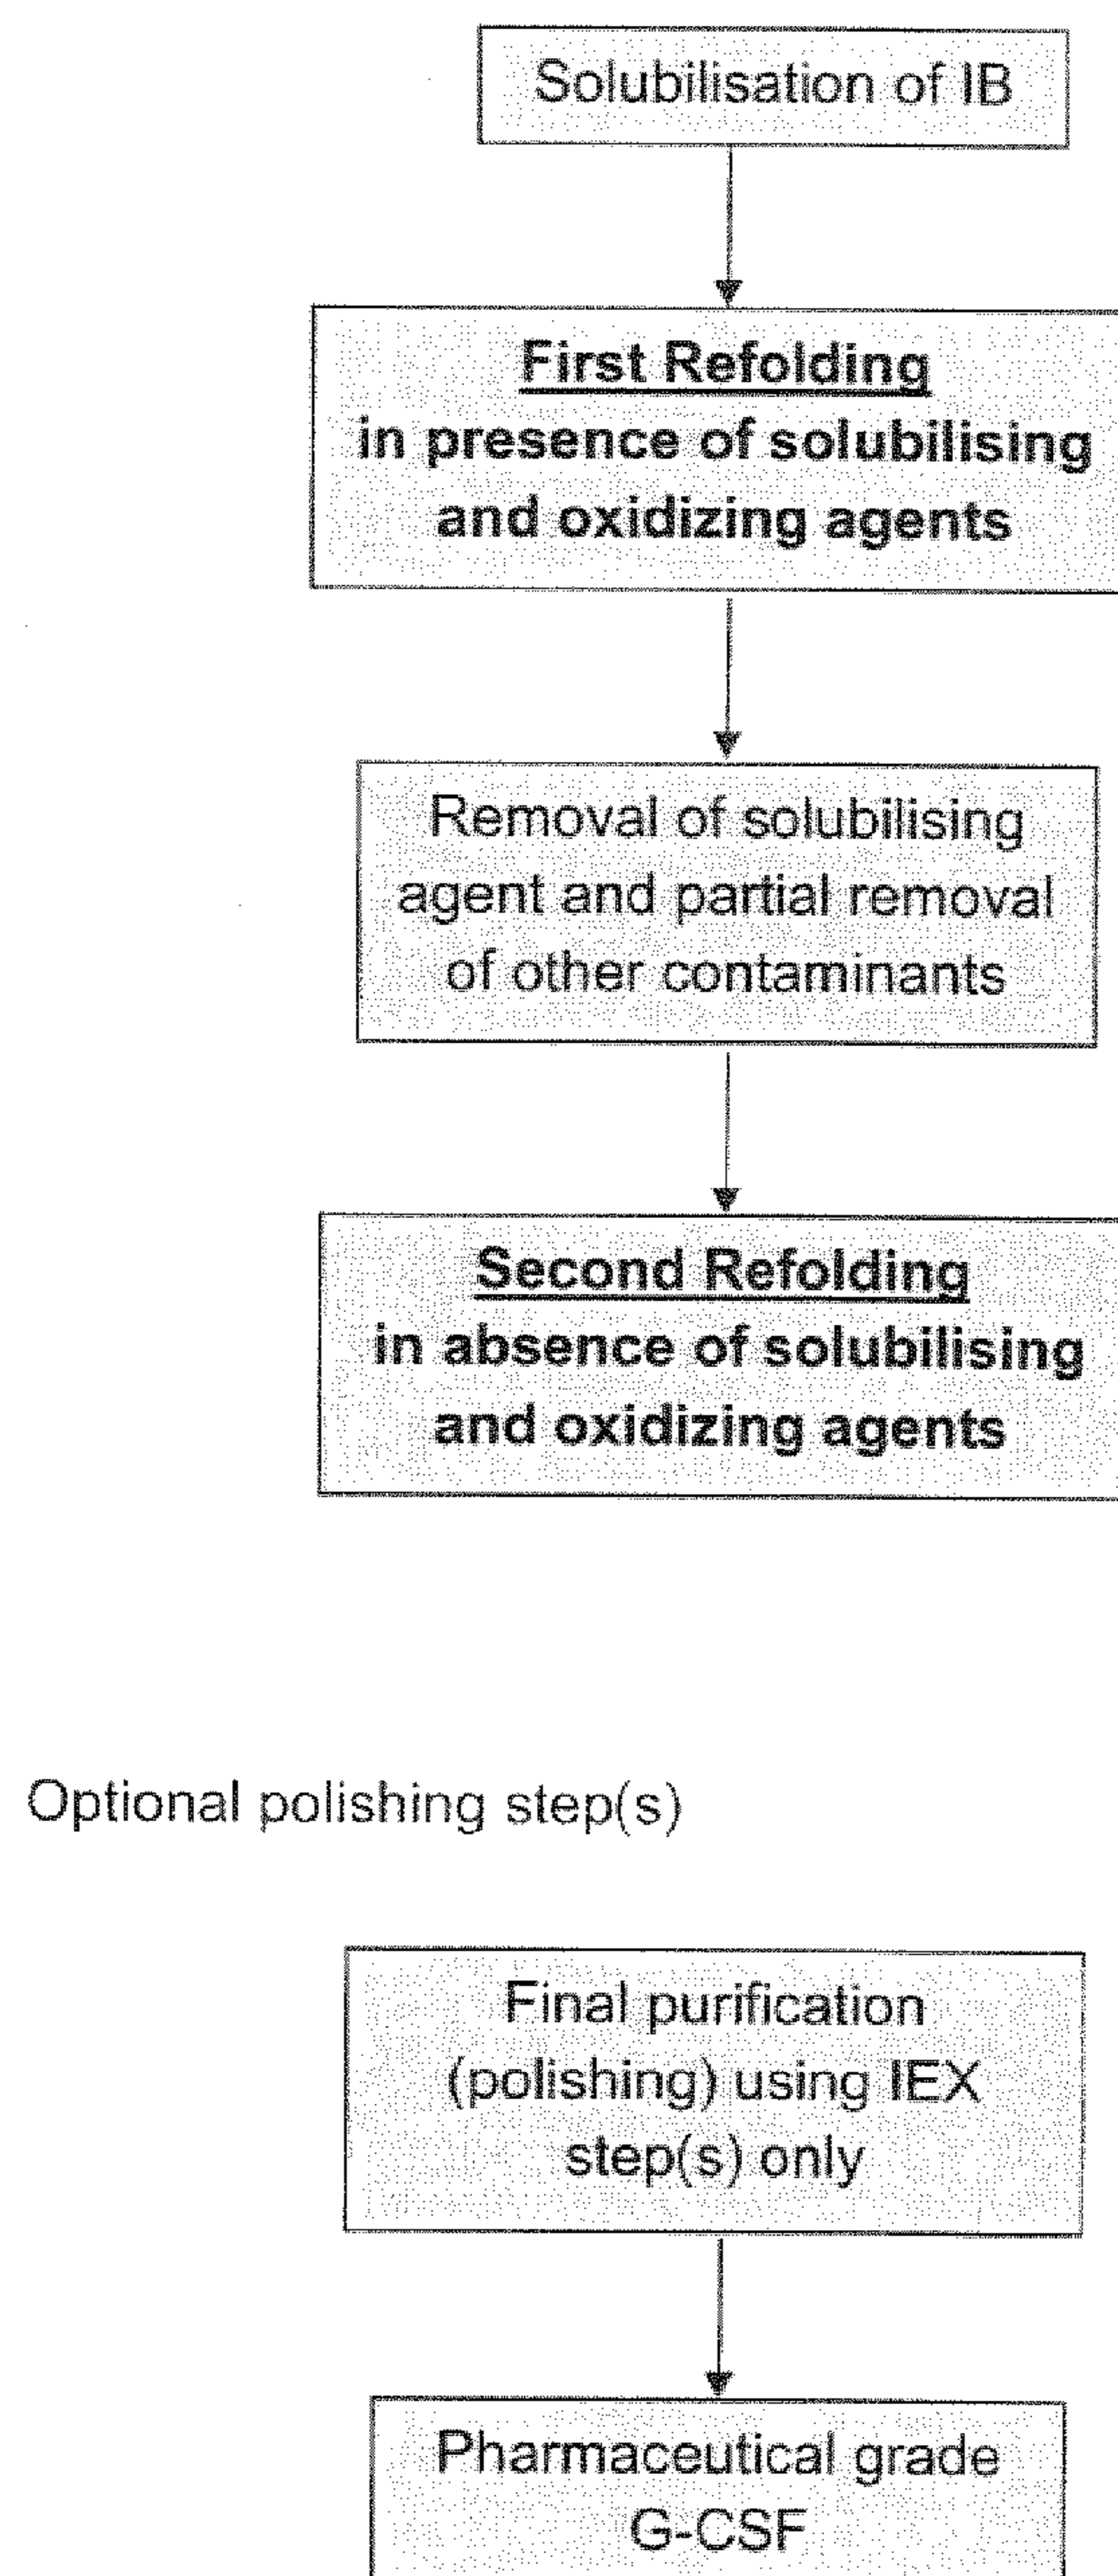 Solubilisation of IB
First Refolding
in presence of solubilising
and oxidizing agents
Removal of solubilising
agent and partial removal
of other contaminants
Second Refolding
in absence of solubilising
and oxidizing agents
Optional polishing step(s)
Final purification
(polishing) using IEX
step(s) only
Pharmaceutical grade
G-CSF